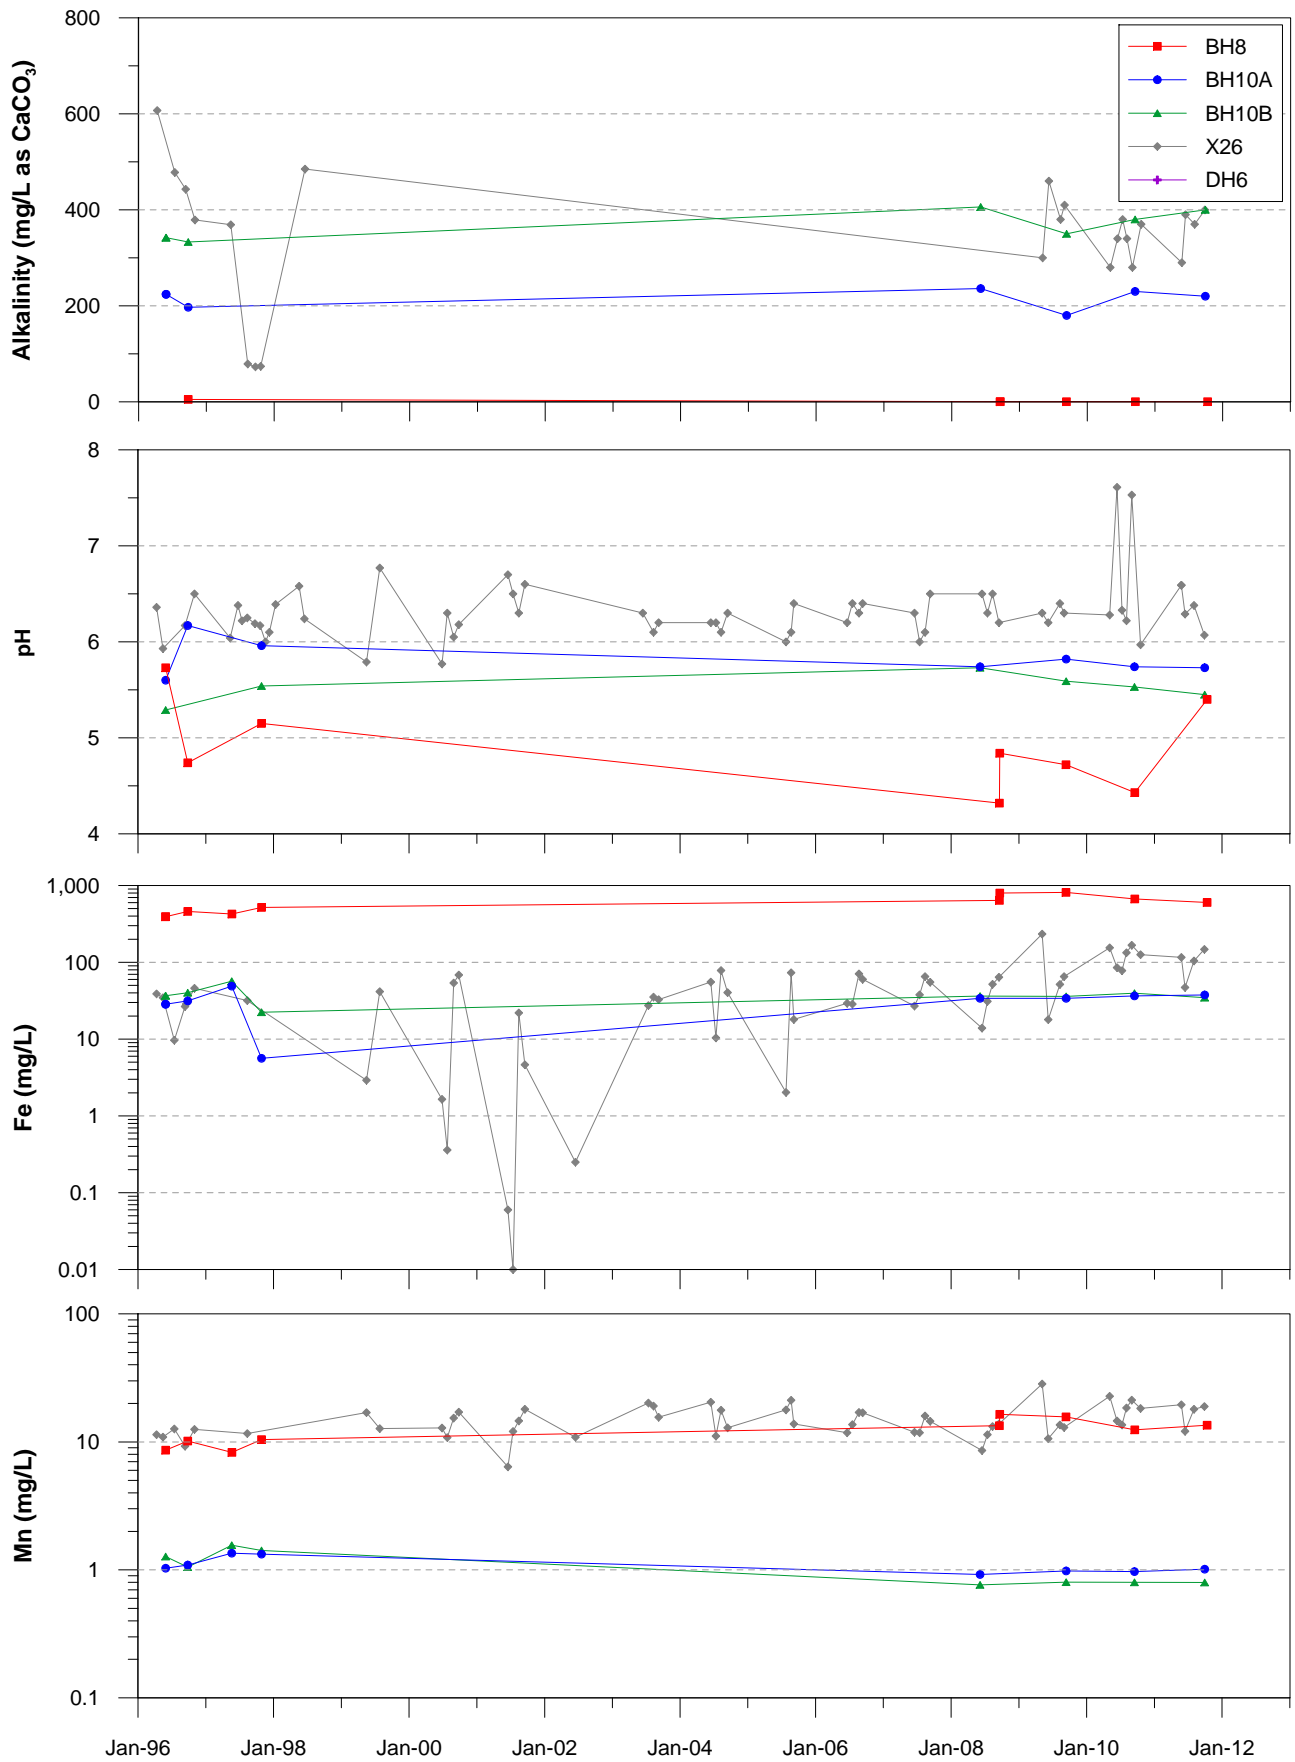 Alkalinity (mg/L as CaCO₃)
800
600
400
200
0
BH8
BH10A
BH10B
X26
DH6
pH
8
7
6
5
4
Fe (mg/L)
1,000
100
10
1
0.1
0.01
Mn (mg/L)
100
10
1
0.1
Jan-96 Jan-98 Jan-00 Jan-02 Jan-04 Jan-06 Jan-08 Jan-10 Jan-12